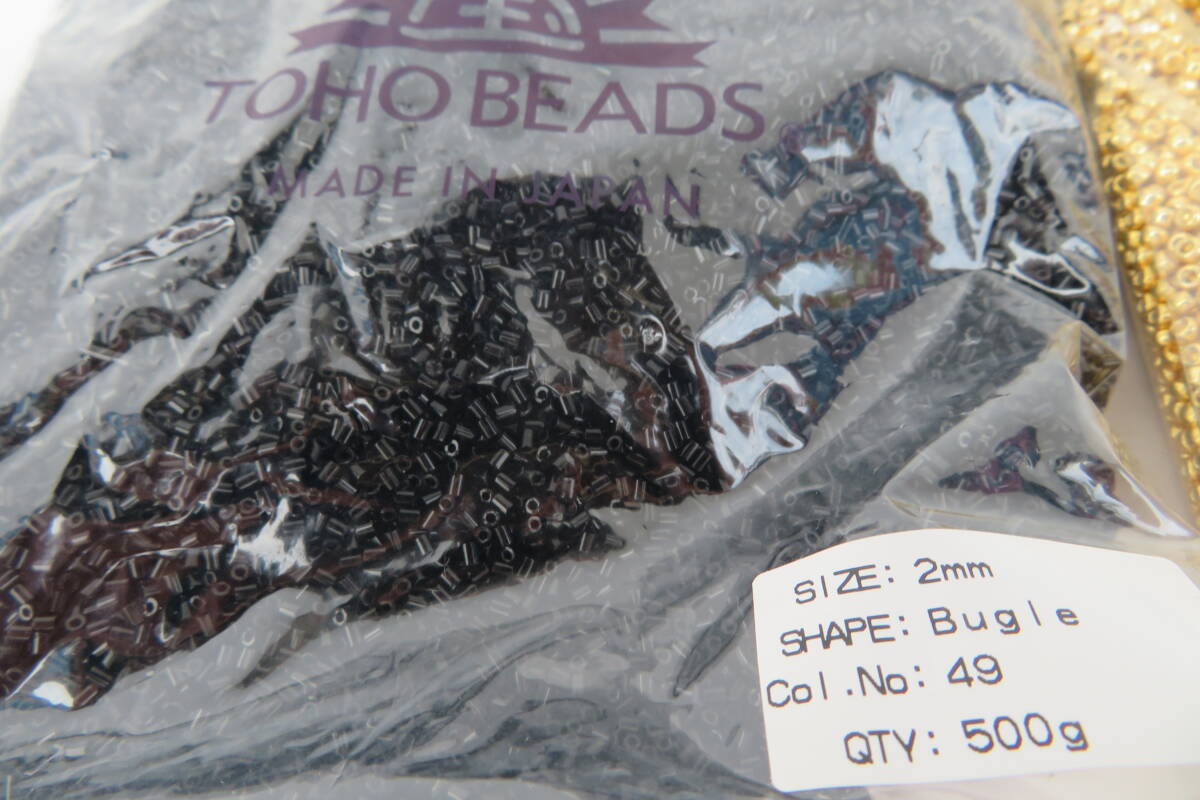 TOHO BEADS
MADE IN JAPAN
SIZE: 2mm
SHAPE: Bugle
Col.No: 49
QTY: 500g